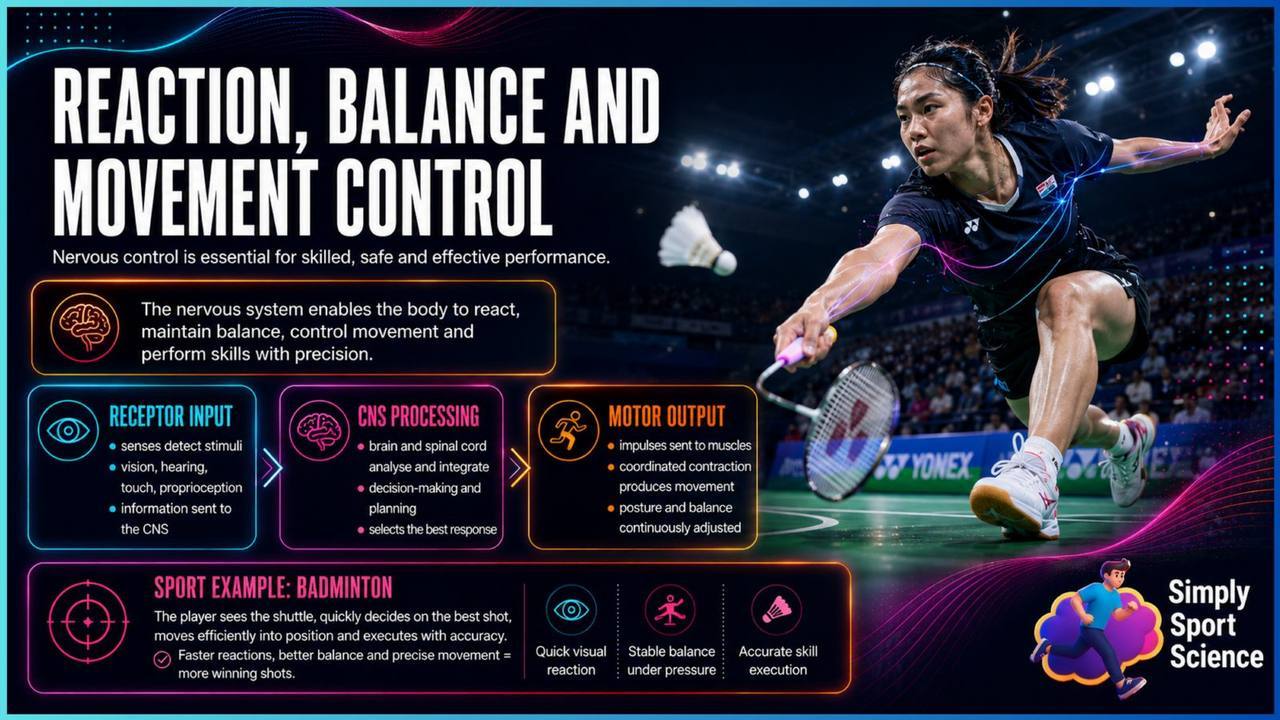 REACTION, BALANCE AND
MOVEMENT CONTROL
Nervous control is essential for skilled, safe and effective performance.
The nervous system enables the body to react,
maintain balance, control movement and
perform skills with precision.
RECEPTOR INPUT
• senses detect stimuli
• vision, hearing,
touch, proprioception
• information sent to
the CNS
CNS PROCESSING
• brain and spinal cord
analyse and integrate
• decision-making and
planning
• selects the best response
MOTOR OUTPUT
• impulses sent to muscles
• coordinated contraction
produces movement
• posture and balance
continuously adjusted
YONEX
SPORT EXAMPLE: BADMINTON
The player sees the shuttle, quickly decides on the best shot,
moves efficiently into position and executes with accuracy.
Faster reactions, better balance and precise movement =
more winning shots.
Quick visual
reaction
Stable balance
under pressure
Accurate skill
execution
Simply
Sport
Science